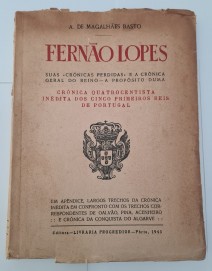 A. DE MAGALHÃES BASTO
FERNÃO LOPES
SUAS «CRÓNICAS PERDIDAS» E A CRÓNICA
GERAL DO REINO — A PROPÓSITO DUMA
CRÓNICA QUATROCENTISTA
INÉDITA DOS CINCO PRIMEIROS REIS
DE PORTUGAL
EM APÊNDICE, LARGOS TRECHOS DA CRÓNICA
INÉDITA EM CONFRONTO COM OS TRECHOS COR-
RESPONDENTES DE GALVÃO, PINA, ACENHEIRO
E CRÓNICA DA CONQUISTA DO ALGARVE
LIVRARIA PROGREDIOR